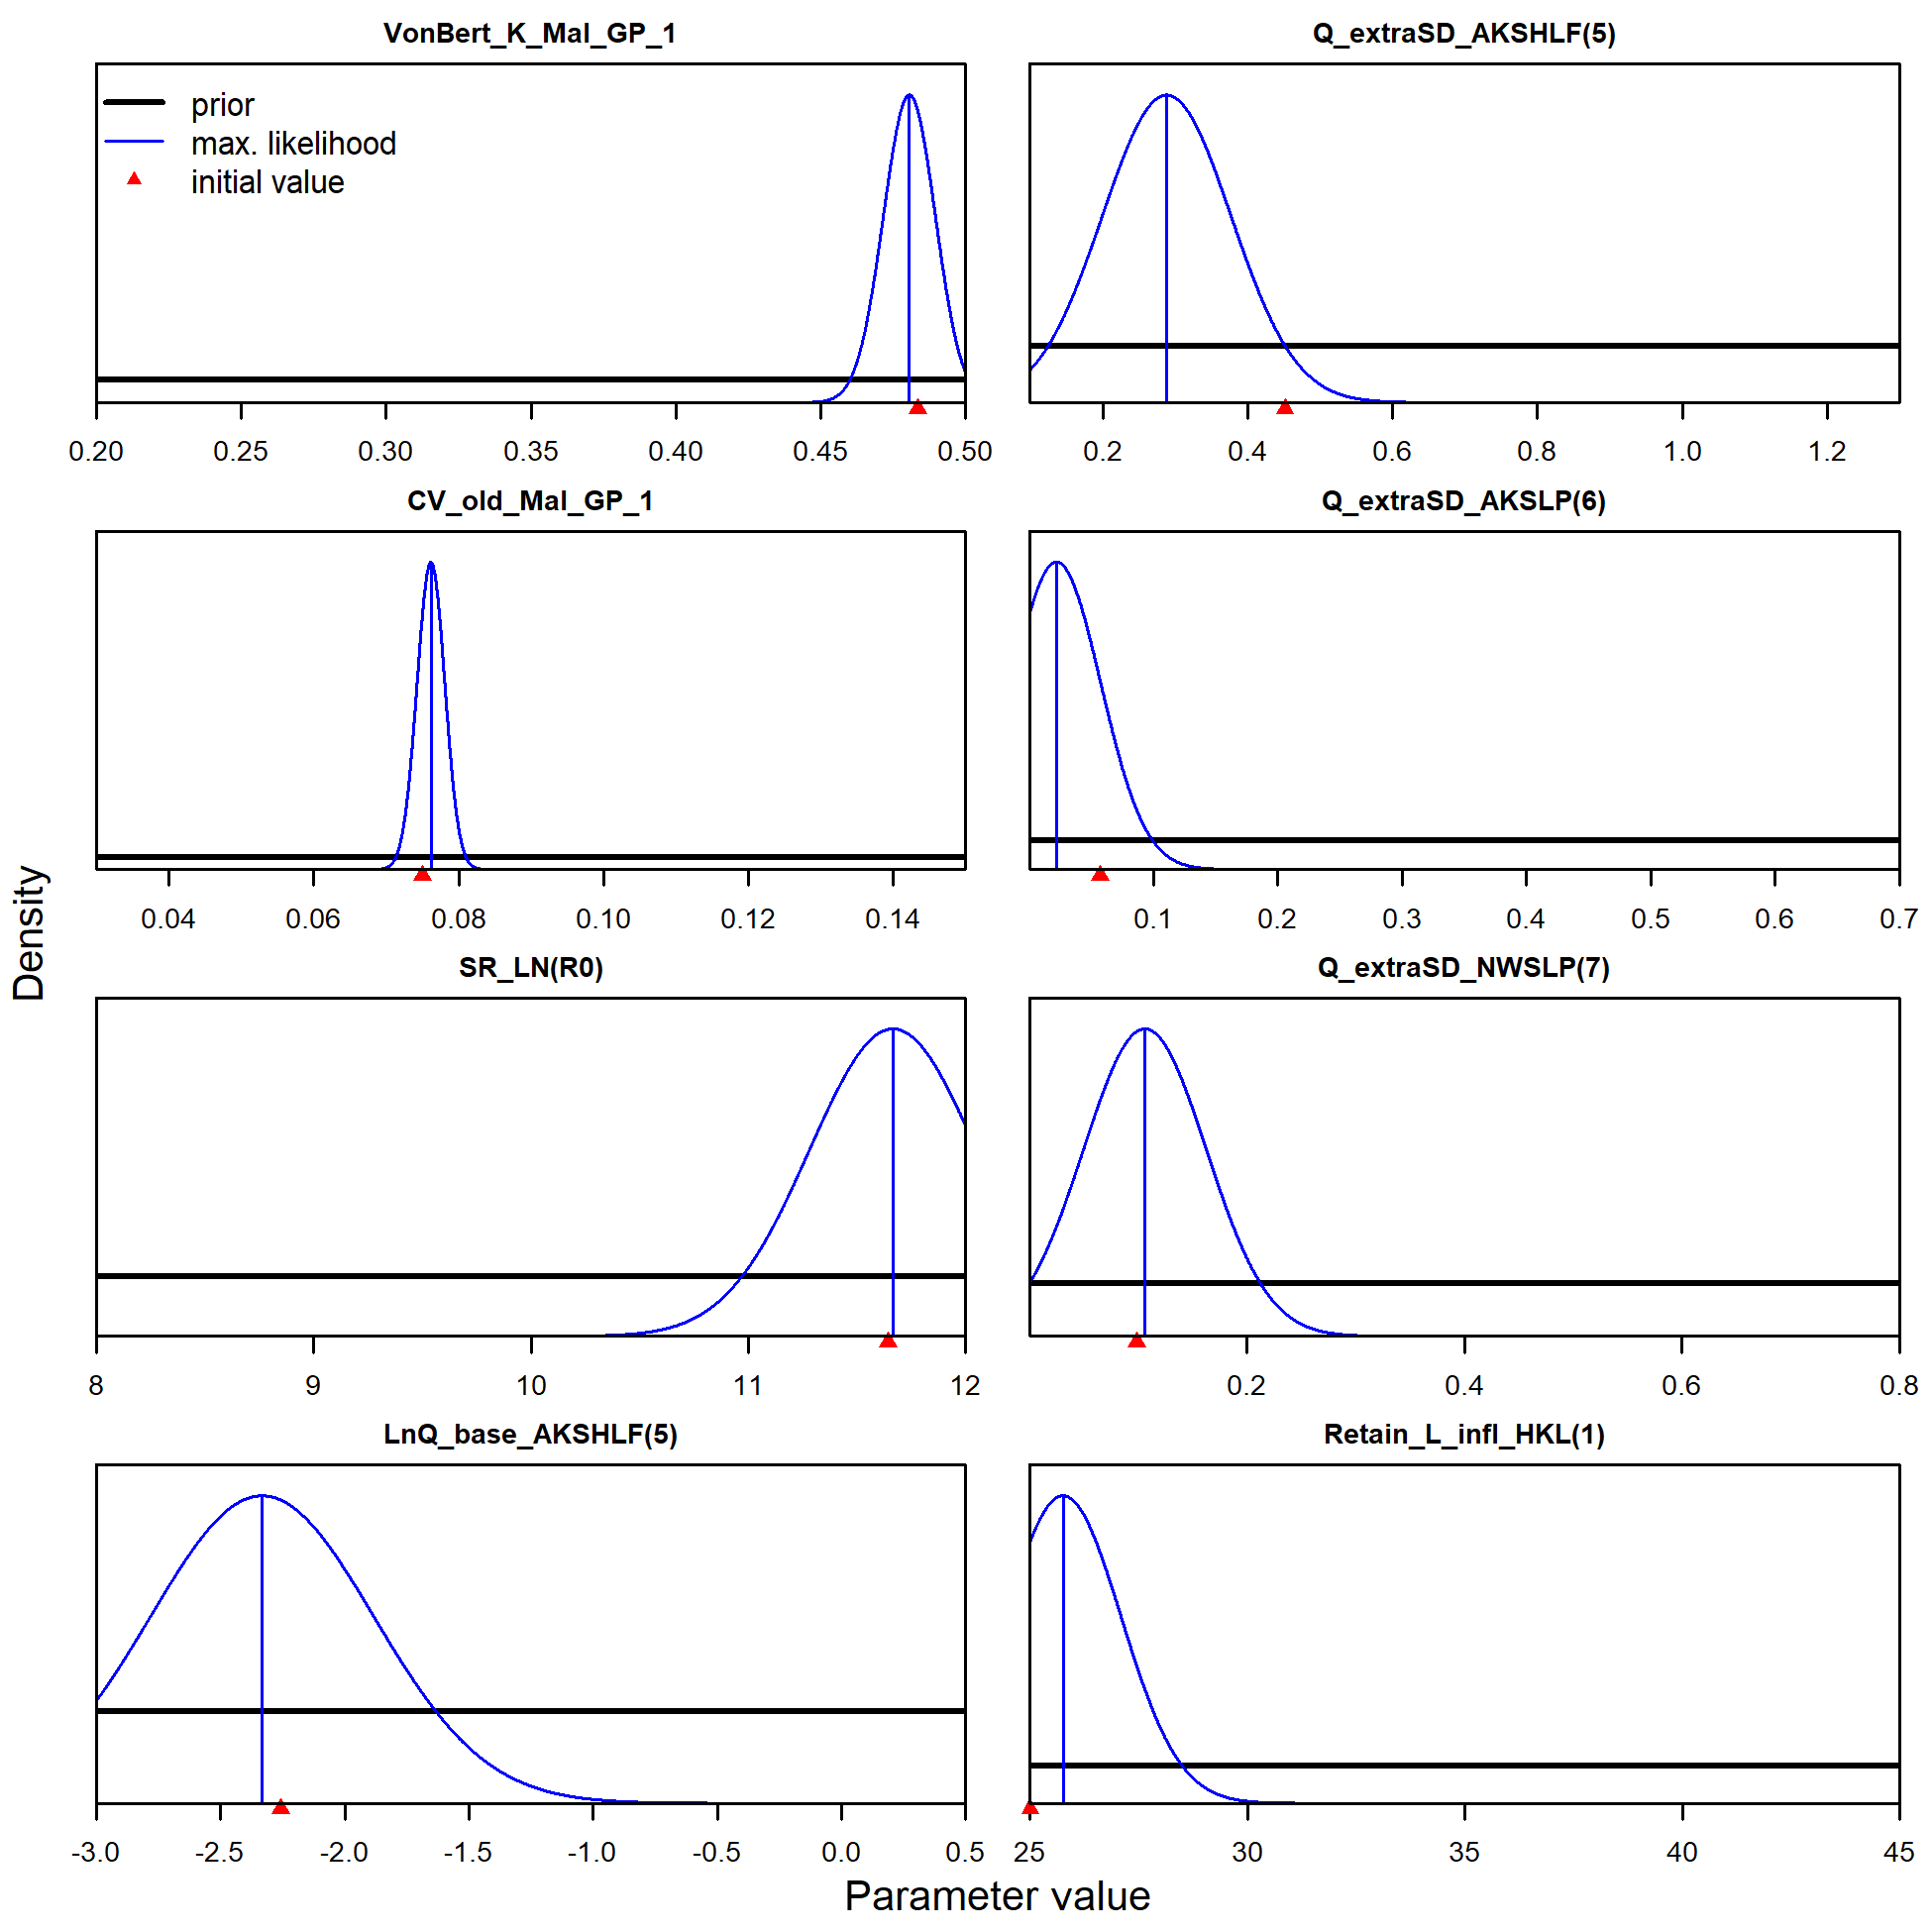 VonBert_K_Mal_GP_1
prior
max. likelihood
initial value
0.20 0.25 0.30 0.35 0.40 0.45 0.50
Q_extraSD_AKSHLF(5)
0.2 0.4 0.6 0.8 1.0 1.2
CV_old_Mal_GP_1
0.04 0.06 0.08 0.10 0.12 0.14
Q_extraSD_AKSLP(6)
0.1 0.2 0.3 0.4 0.5 0.6 0.7
SR_LN(R0)
8 9 10 11 12
Q_extraSD_NWSLP(7)
0.2 0.4 0.6 0.8
LnQ_base_AKSHLF(5)
-3.0 -2.5 -2.0 -1.5 -1.0 -0.5 0.0 0.5
Retain_L_infl_HKL(1)
25 30 35 40 45
Density
Parameter value